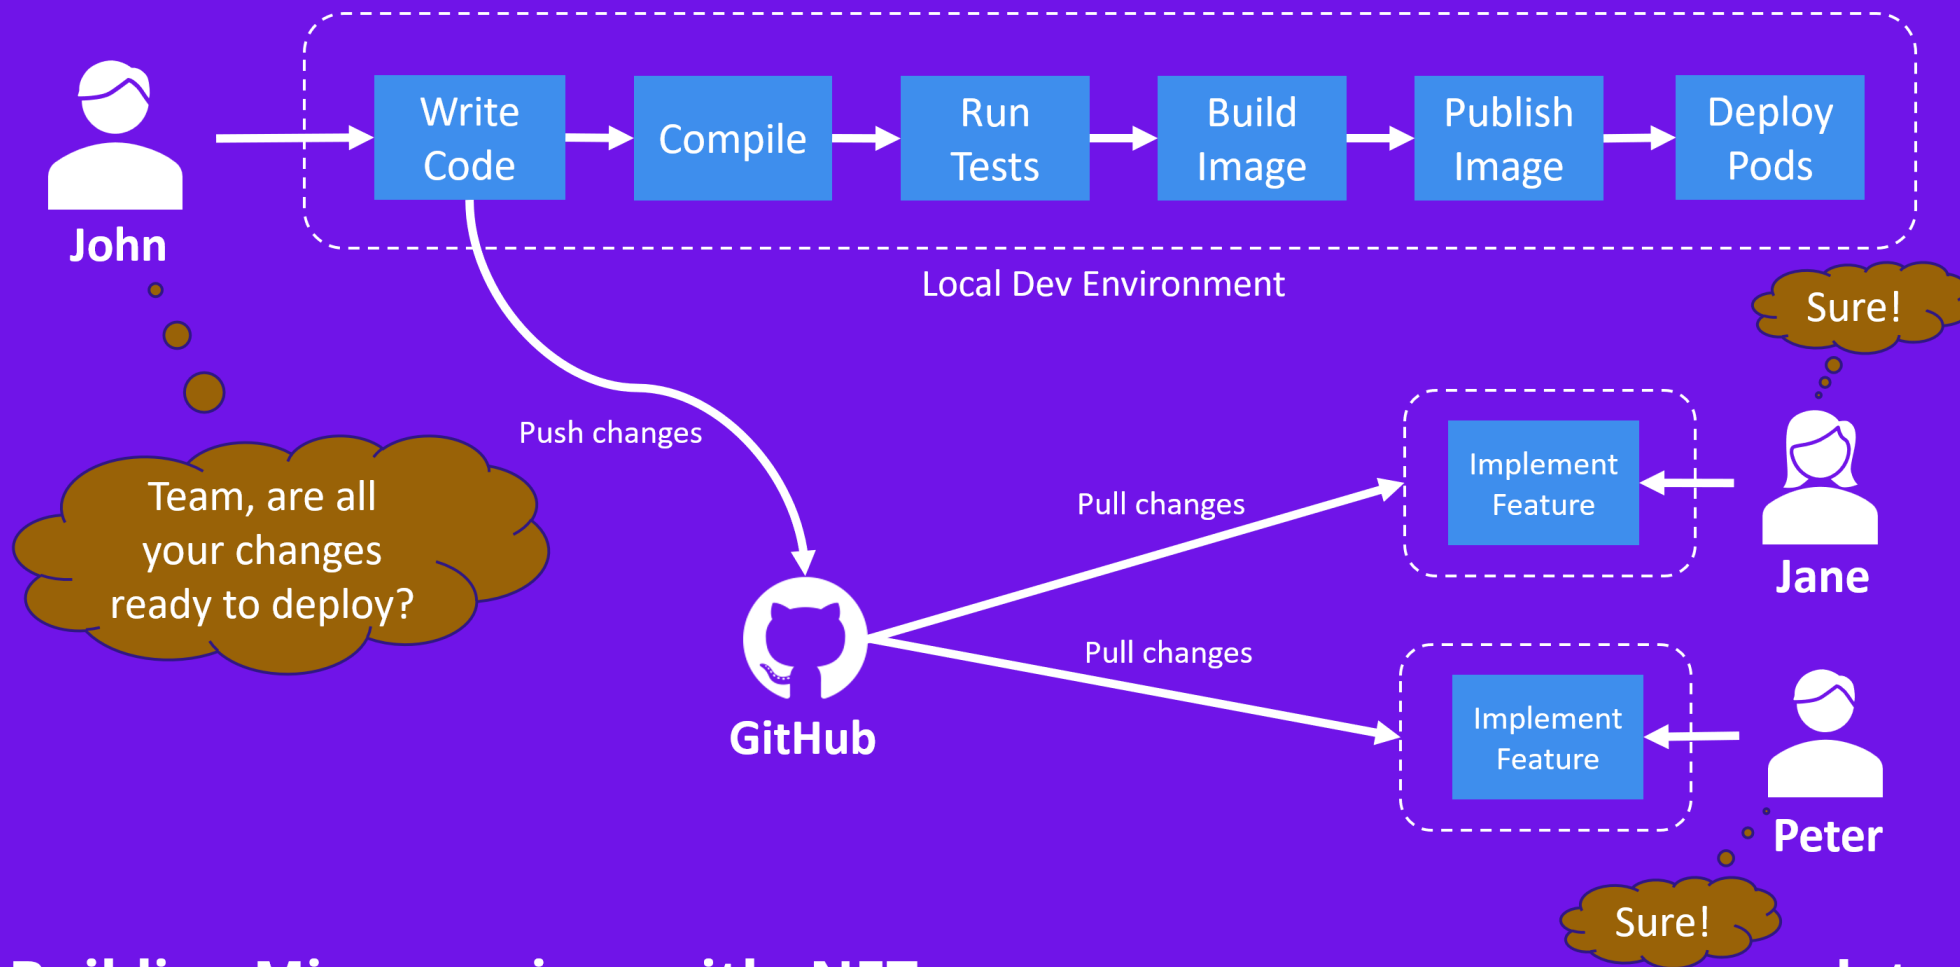 Write
Code
Compile
Run
Tests
Build
Image
Publish
Image
Deploy
Pods
John
Local Dev Environment
Sure!
Push changes
Team, are all
your changes
ready to deploy?
Pull changes
Implement
Feature
Jane
Pull changes
GitHub
Implement
Feature
Peter
Sure!